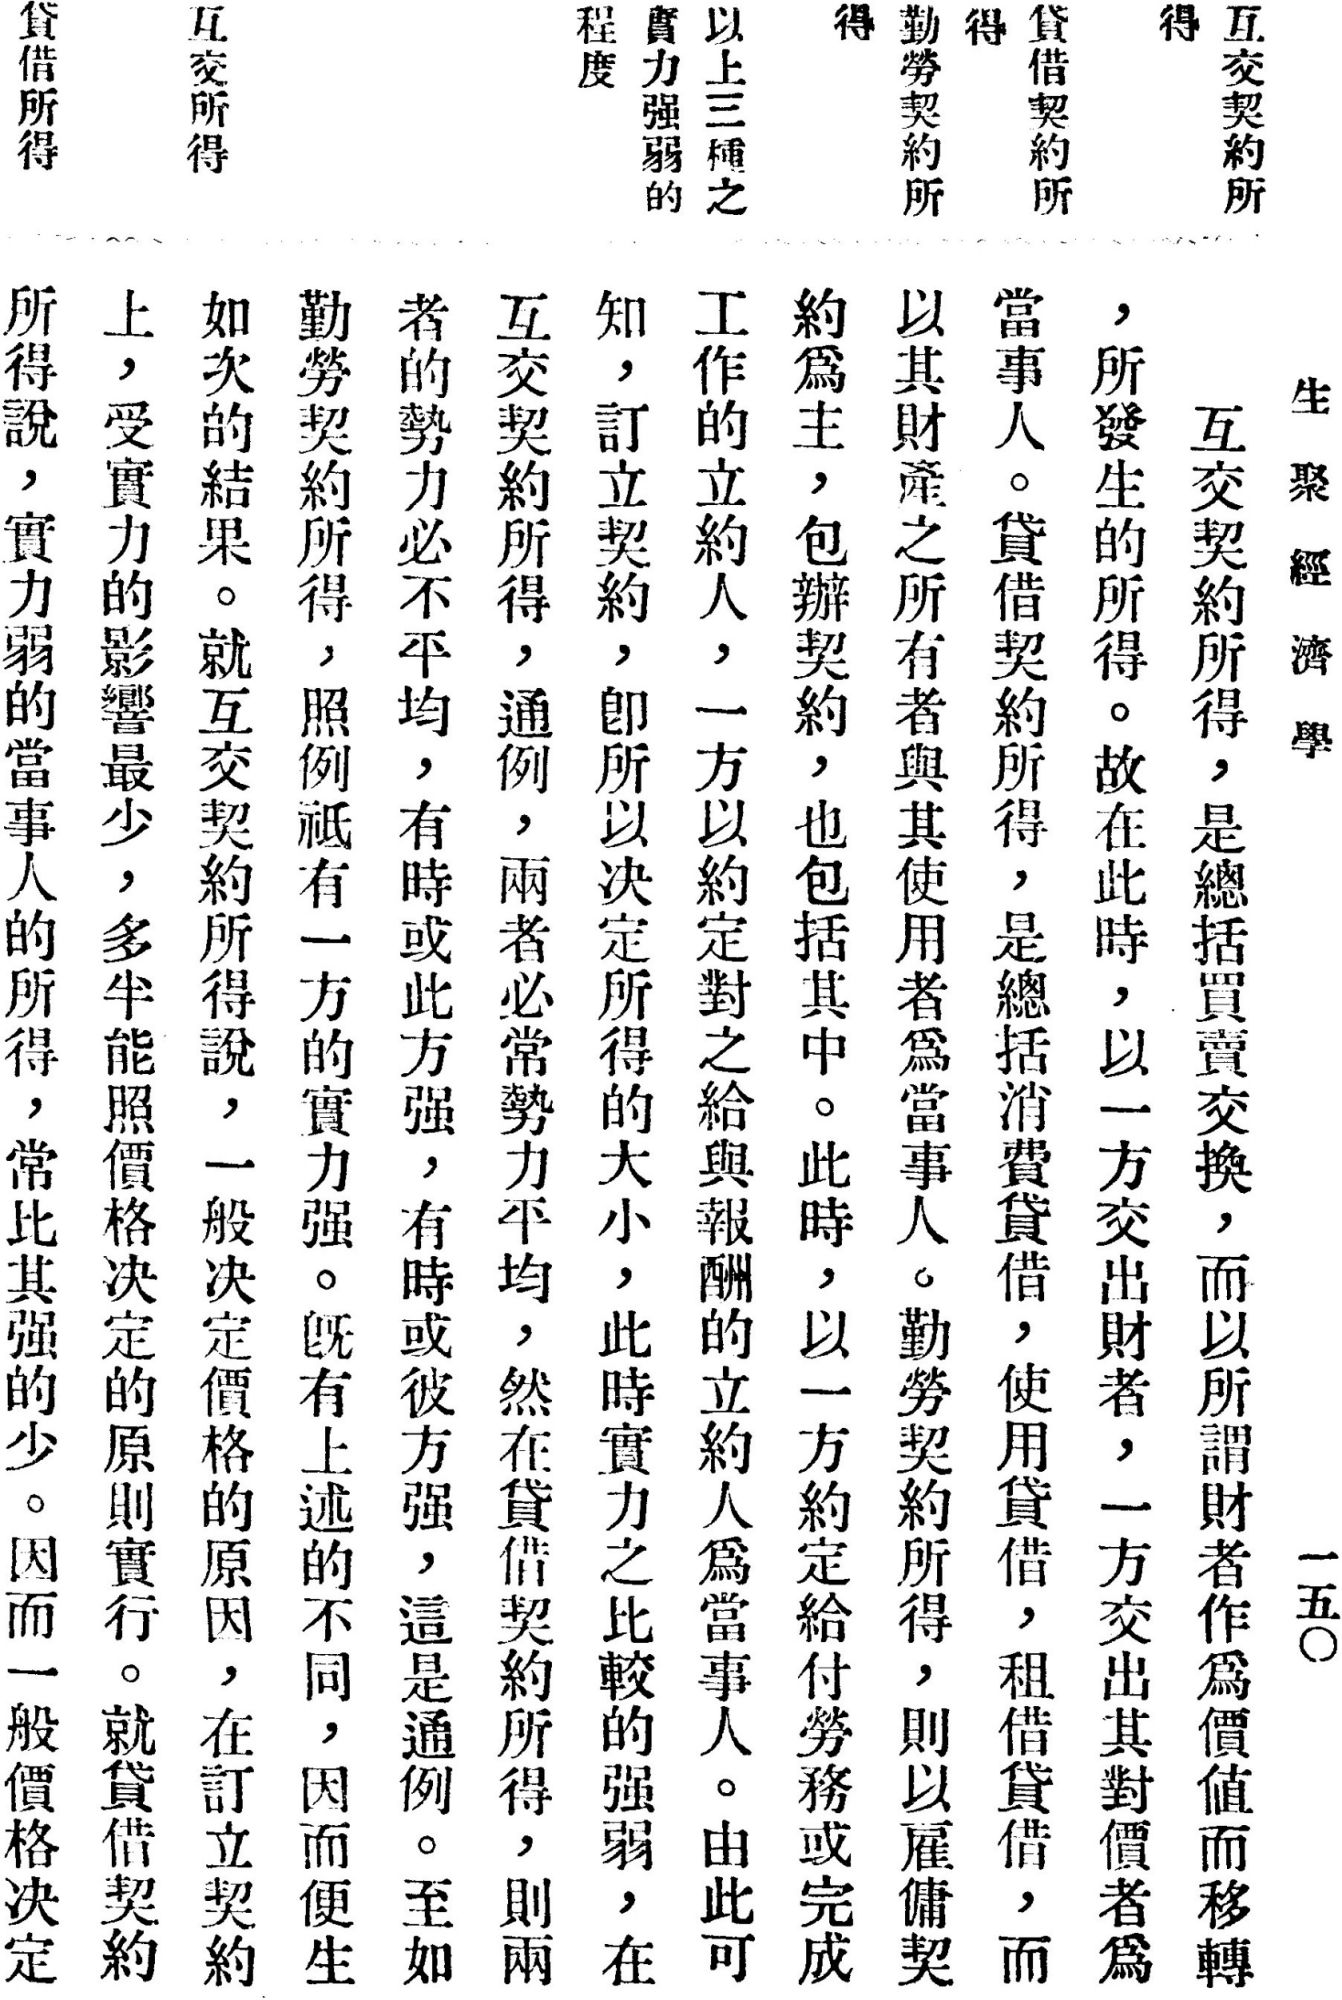 生聚經濟學
一五〇
互交契約所
得
貸借契約所
得
勤勞契約所
得
以上三種之
實力强弱的
程度
互交所得
貸借所得
互交契約所得，是總括買賣交換，而以所謂財者作爲價値而移轉
，所發生的所得。故在此時，以一方交出財者，一方交出其對價者爲
當事人。貸借契約所得，是總括消費貸借，使用貸借，租借貸借，而
以其財產之所有者與其使用者爲當事人。勤勞契約所得，則以雇傭契
約爲主，包辦契約，也包括其中。此時，以一方約定給付勞務或完成
工作的立約人，一方以約定對之給與報酬的立約人爲當事人。由此可
知，訂立契約，卽所以决定所得的大小，此時實力之比較的强弱，在
互交契約所得，通例，兩者必常勢力平均，然在貸借契約所得，則兩
者的勢力必不平均，有時或此方强，有時或彼方强，這是通例。至如
勤勞契約所得，照例祇有一方的實力强。旣有上述的不同，因而便生
如次的結果。就互交契約所得說，一般决定價格的原因，在訂立契約
上，受實力的影響最少，多半能照價格决定的原則實行。就貸借契約
所得說，實力弱的當事人的所得，常比其强的少。因而一般價格决定